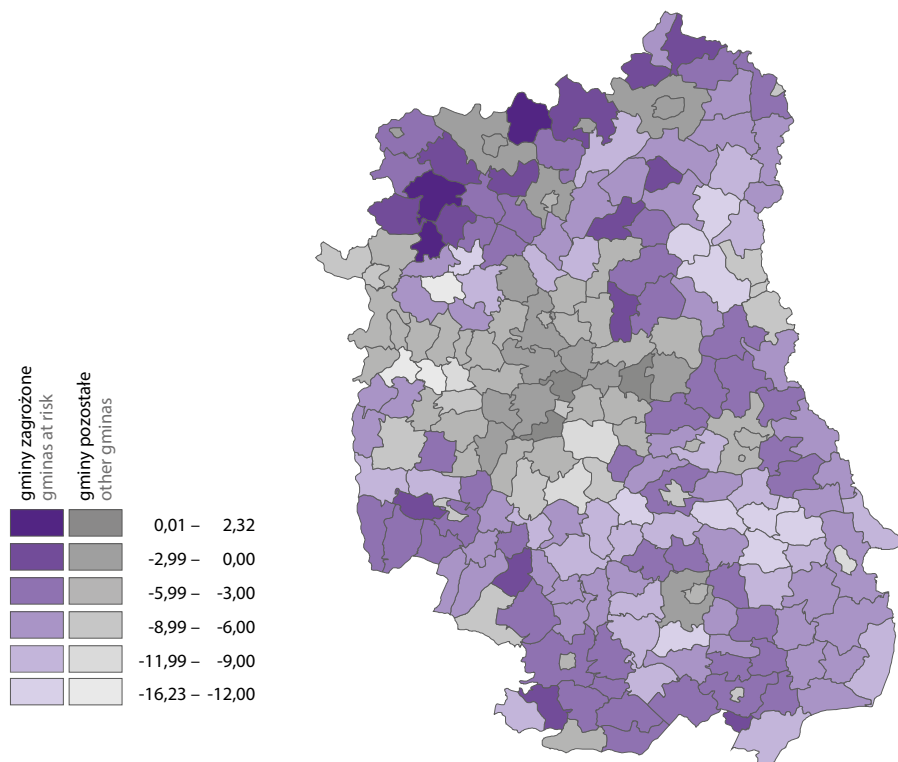 gminy zagrożone
gminas at risk
gminy pozostałe
other gminas
0,01 – 2,32
-2,99 – 0,00
-5,99 – -3,00
-8,99 – -6,00
-11,99 – -9,00
-16,23 – -12,00